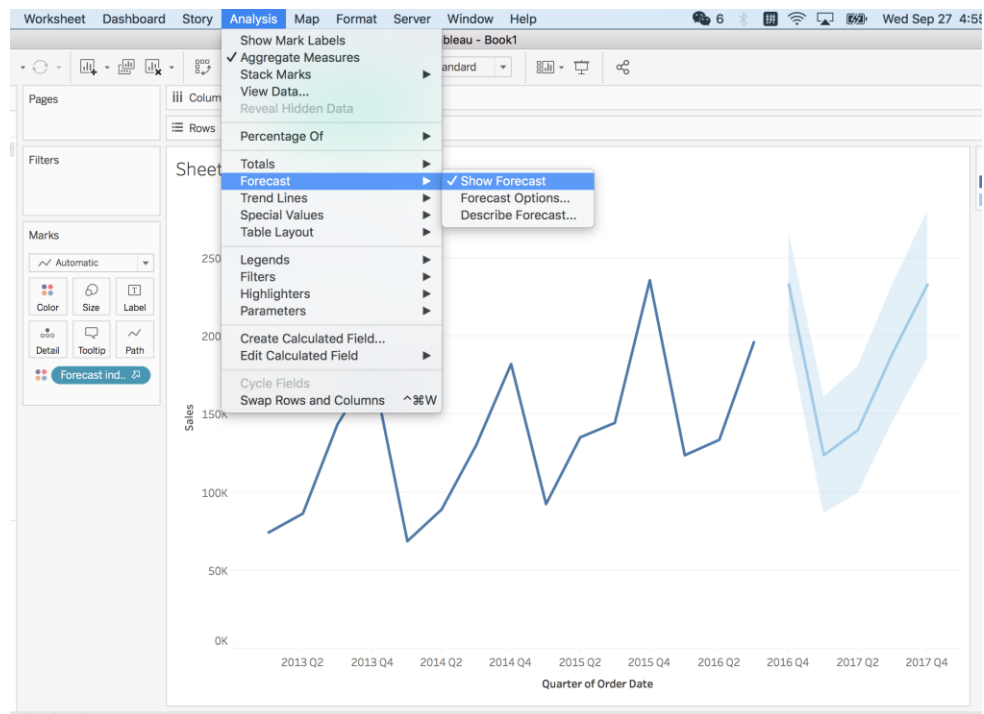 Worksheet Dashboard Story Analysis Map Format Server Window Help 6 拼 Wed Sep 27 4:55
bleau - Book1
andard
Show Mark Labels
✓ Aggregate Measures
Stack Marks
View Data...
Reveal Hidden Data
Percentage Of
Totals
Forecast
Trend Lines
Special Values
Table Layout
Legends
Filters
Highlighters
Parameters
Create Calculated Field...
Edit Calculated Field
Cycle Fields
Swap Rows and Columns ^⌘W
✓ Show Forecast
Forecast Options...
Describe Forecast...
Pages
Filters
Marks
Automatic
Color Size Label
Detail Tooltip Path
Forecast ind..
iii Colum
Rows
Sheet
250
200
150K
100K
50K
0K
Sales
2013 Q2 2013 Q4 2014 Q2 2014 Q4 2015 Q2 2015 Q4 2016 Q2 2016 Q4 2017 Q2 2017 Q4
Quarter of Order Date